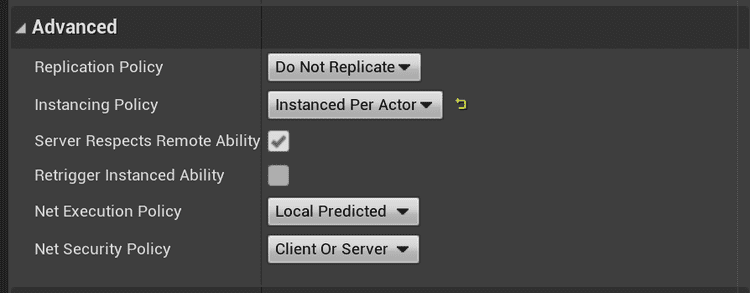 Advanced
Replication Policy Do Not Replicate
Instancing Policy Instanced Per Actor
Server Respects Remote Ability
Retrigger Instanced Ability
Net Execution Policy Local Predicted
Net Security Policy Client Or Server